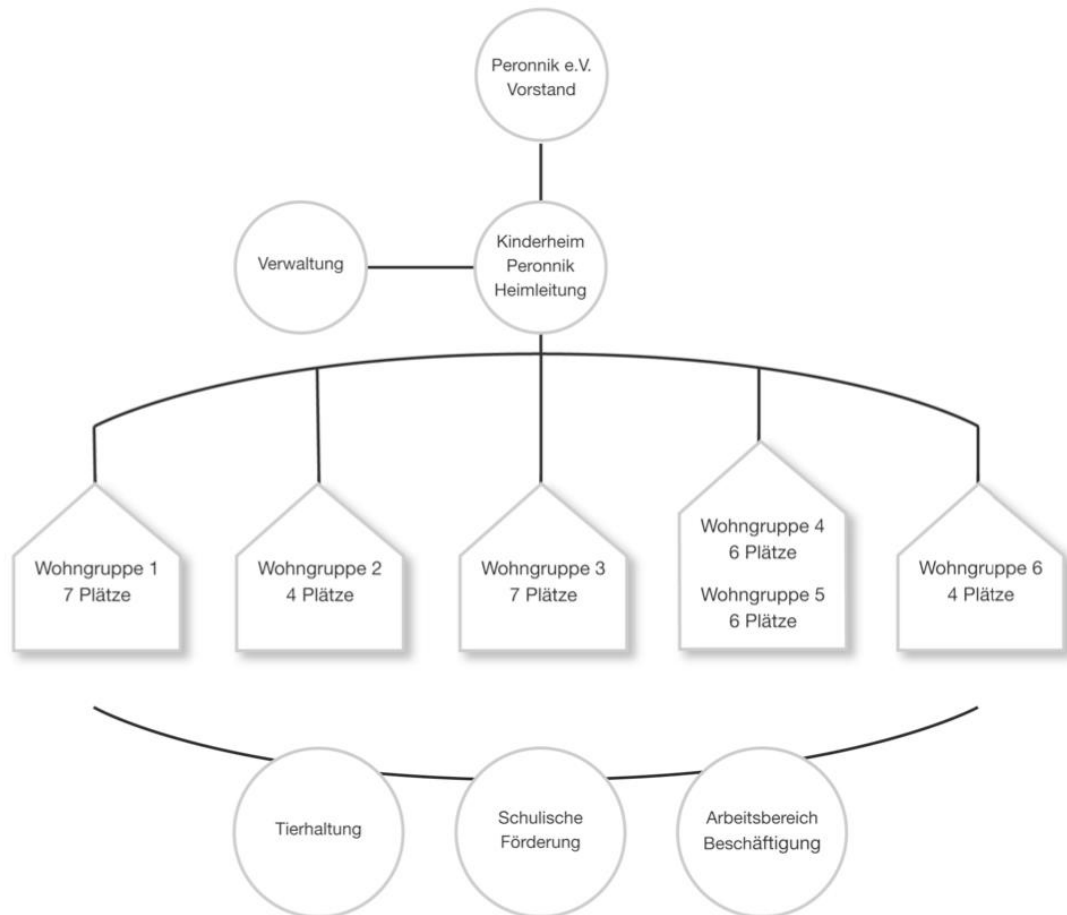 Peronnik e.V.
Vorstand
Verwaltung
Kinderheim
Peronnik
Heimleitung
Wohngruppe 1
7 Plätze
Wohngruppe 2
4 Plätze
Wohngruppe 3
7 Plätze
Wohngruppe 4
6 Plätze
Wohngruppe 5
6 Plätze
Wohngruppe 6
4 Plätze
Tierhaltung
Schulische
Förderung
Arbeitsbereich
Beschäftigung